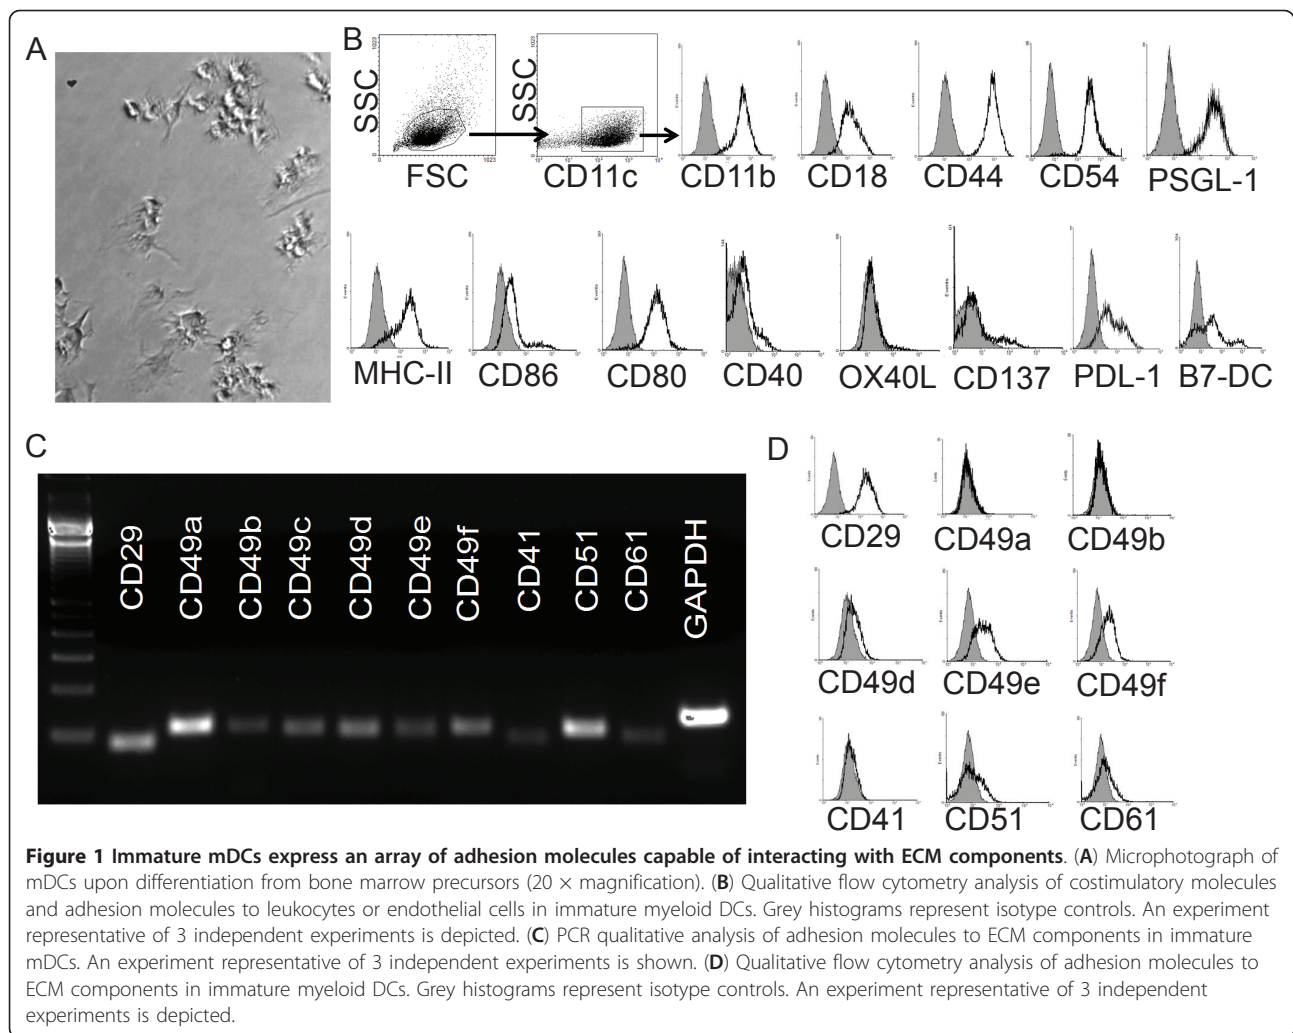 A
B
SSC
1023
FSC
1023
SSC
1023
CD11c
Events
CD11b
CD18
CD44
CD54
PSGL-1
MHC-II
CD86
CD80
CD40
OX40L
CD137
PDL-1
B7-DC
C
CD29
CD49a
CD49b
CD49c
CD49d
CD49e
CD49f
CD41
CD51
CD61
GAPDH
D
CD29
CD49a
CD49b
CD49d
CD49e
CD49f
CD41
CD51
CD61
Figure 1 Immature mDCs express an array of adhesion molecules capable of interacting with ECM components. (A) Microphotograph of
mDCs upon differentiation from bone marrow precursors (20 × magnification). (B) Qualitative flow cytometry analysis of costimulatory molecules
and adhesion molecules to leukocytes or endothelial cells in immature myeloid DCs. Grey histograms represent isotype controls. An experiment
representative of 3 independent experiments is depicted. (C) PCR qualitative analysis of adhesion molecules to ECM components in immature
mDCs. An experiment representative of 3 independent experiments is shown. (D) Qualitative flow cytometry analysis of adhesion molecules to
ECM components in immature myeloid DCs. Grey histograms represent isotype controls. An experiment representative of 3 independent
experiments is depicted.